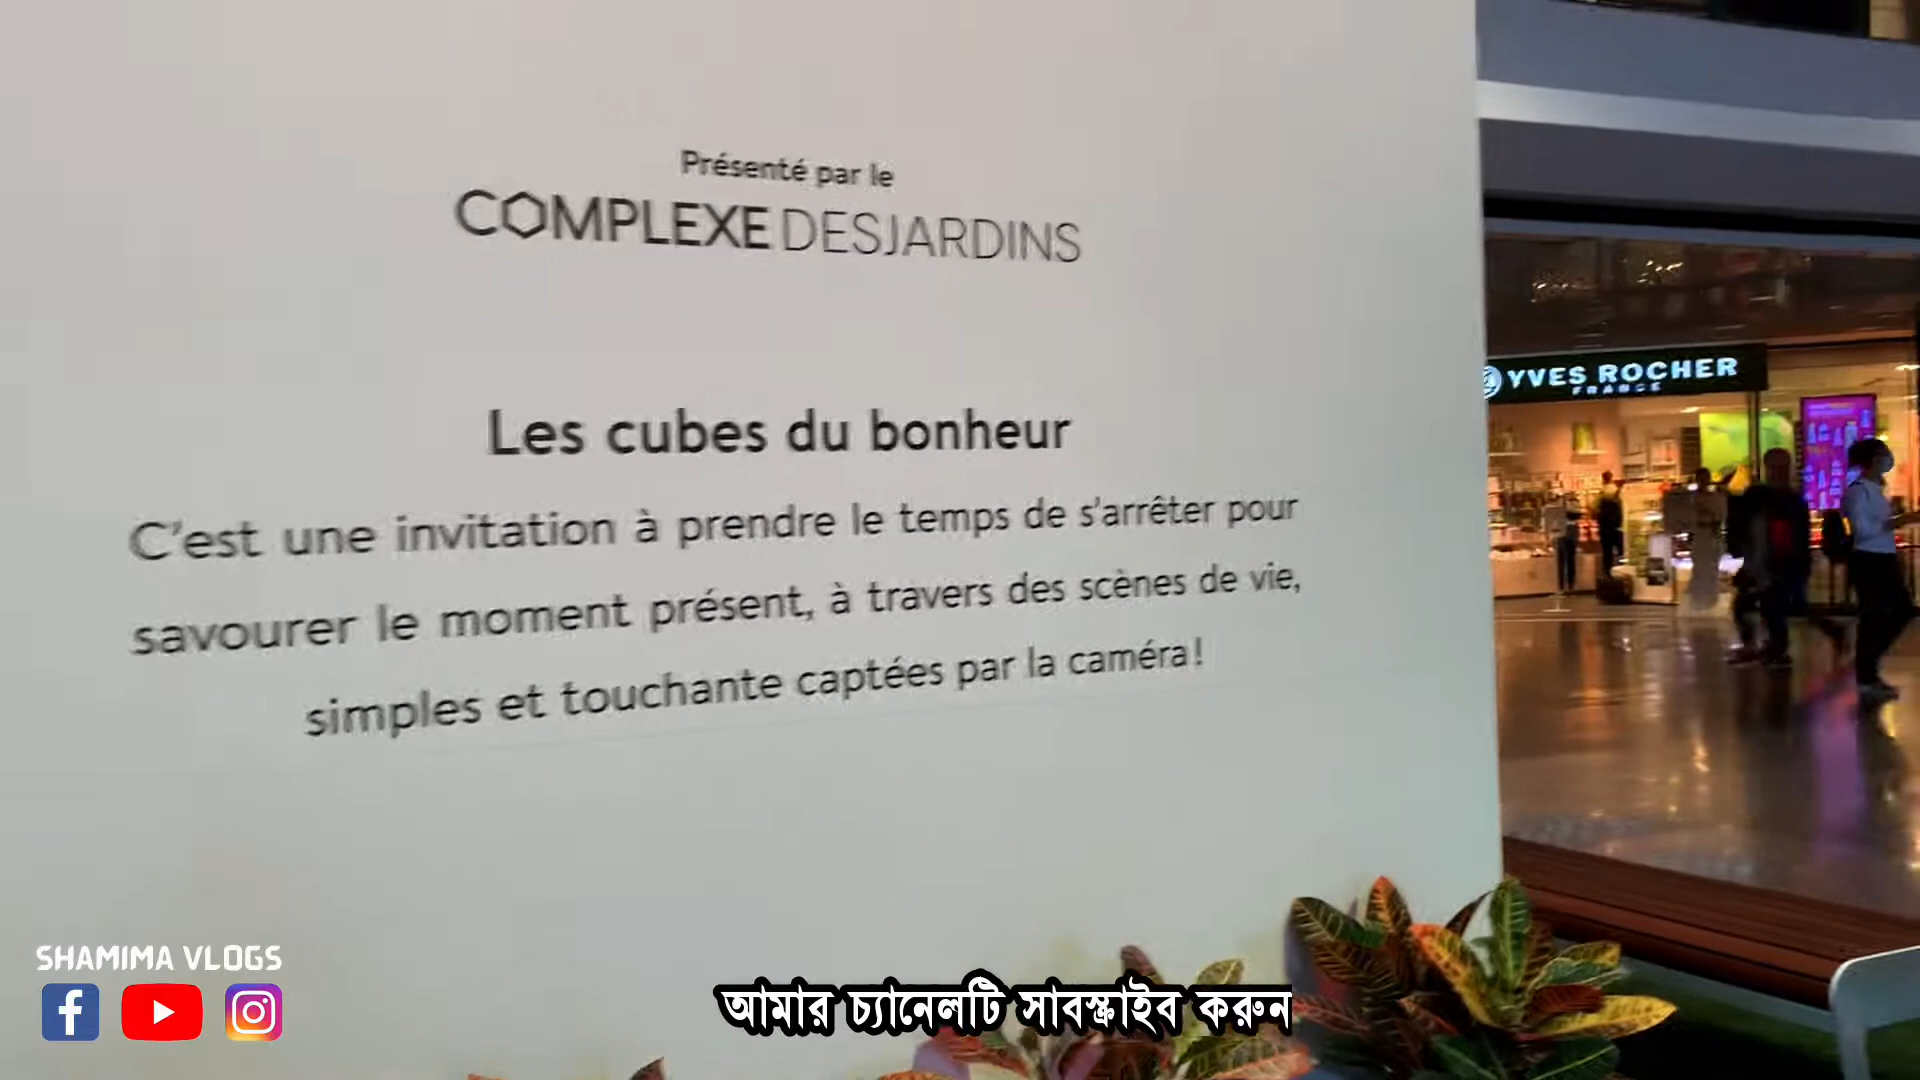 Présenté par le
COMPLEXE DESJARDINS
Les cubes du bonheur
C'est une invitation à prendre le temps de s'arrêter pour
savourer le moment présent, à travers des scènes de vie,
simples et touchante captées par la caméra!
YVES ROCHER
FRANCE
SHAMIMA VLOGS
আমার চ্যানেলটি সাবস্ক্রাইব করুন